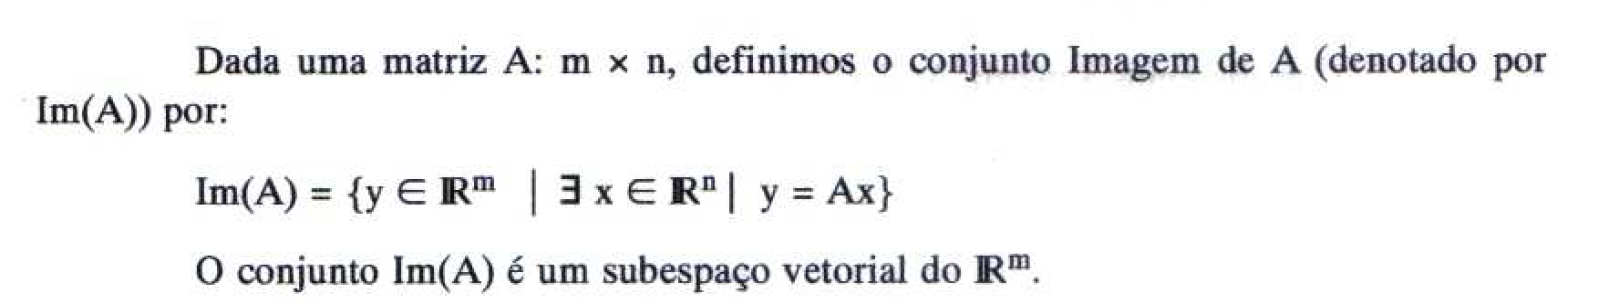 Dada uma matriz A: m × n, definimos o conjunto Imagem de A (denotado por
Im(A)) por:
Im(A) = {y ∈ ℝᵐ | ∃ x ∈ ℝⁿ | y = Ax}
O conjunto Im(A) é um subespaço vetorial do ℝᵐ.